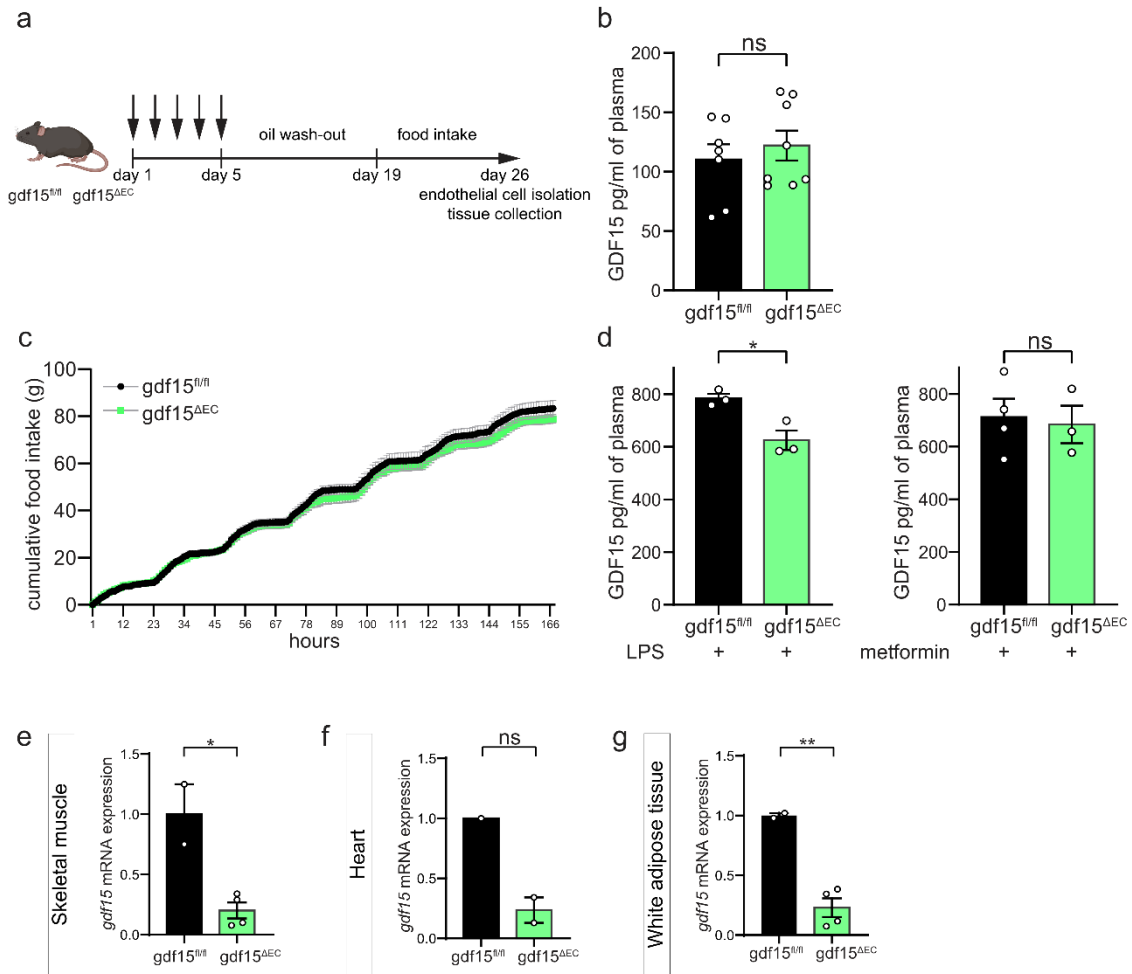 a
oil wash-out
food intake
day 1
day 5
day 19
day 26
gdf15fl/fl
gdf15ΔEC
endothelial cell isolation
tissue collection
b
ns
GDF15 pg/ml of plasma
200
150
100
50
0
gdf15fl/fl
gdf15ΔEC
c
gdf15fl/fl
gdf15ΔEC
cumulative food intake (g)
100
80
60
40
20
0
1 12 23 34 45 56 67 78 89 100 111 122 133 144 155 166
hours
d
*
GDF15 pg/ml of plasma
800
600
400
200
0
gdf15fl/fl
gdf15ΔEC
LPS + +
ns
GDF15 pg/ml of plasma
800
600
400
200
0
gdf15fl/fl
gdf15ΔEC
metformin + +
e
Skeletal muscle
*
gdf15 mRNA expression
1.5
1.0
0.5
0.0
gdf15fl/fl
gdf15ΔEC
f
Heart
ns
gdf15 mRNA expression
1.5
1.0
0.5
0.0
gdf15fl/fl
gdf15ΔEC
g
White adipose tissue
**
gdf15 mRNA expression
1.5
1.0
0.5
0.0
gdf15fl/fl
gdf15ΔEC